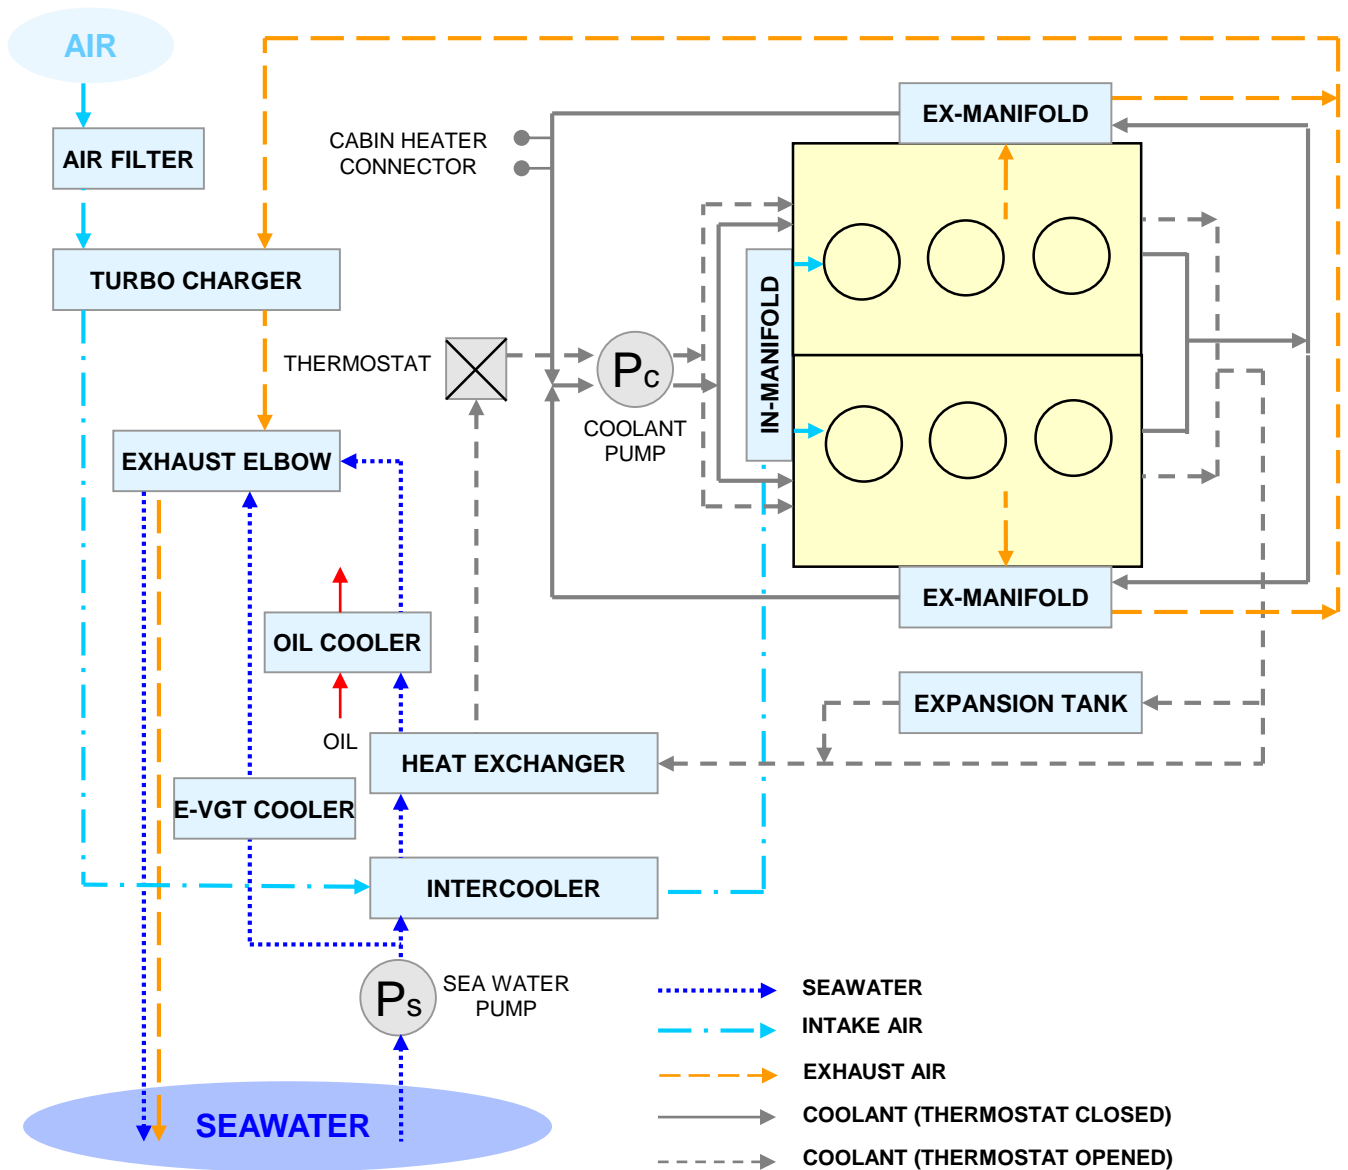 AIR
AIR FILTER
TURBO CHARGER
EXHAUST ELBOW
CABIN HEATER
CONNECTOR
THERMOSTAT
Pc
COOLANT
PUMP
EX-MANIFOLD
IN-MANIFOLD
EX-MANIFOLD
OIL COOLER
OIL
EXPANSION TANK
HEAT EXCHANGER
E-VGT COOLER
INTERCOOLER
Ps
SEA WATER
PUMP
SEAWATER
SEAWATER
INTAKE AIR
EXHAUST AIR
COOLANT (THERMOSTAT CLOSED)
COOLANT (THERMOSTAT OPENED)